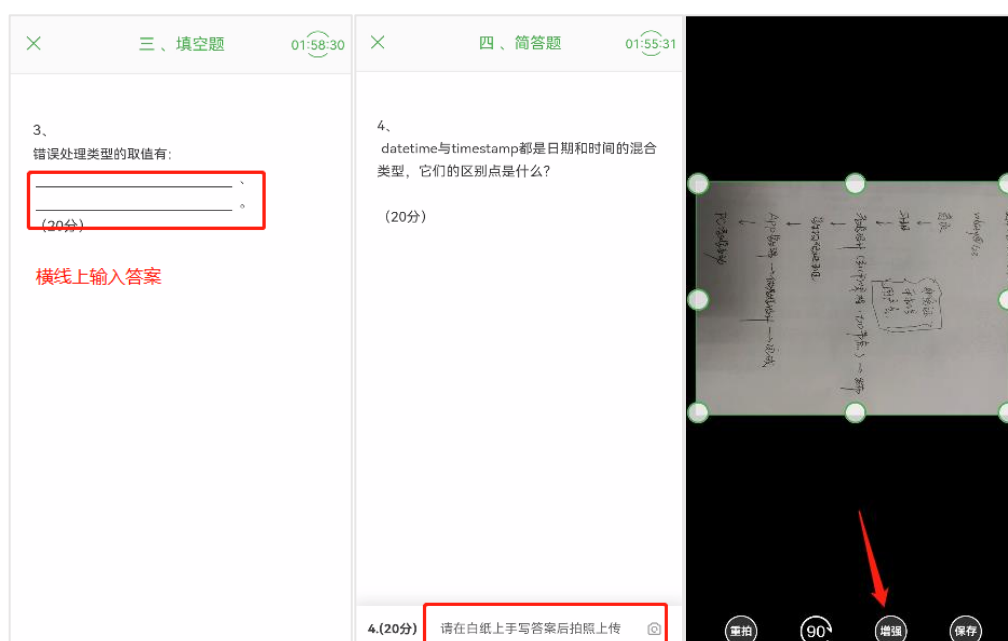 三 、填空题
01:58:30
3、
错误处理类型的取值有:
、
。
（20分）
横线上输入答案
四 、简答题
01:55:31
4、
datetime与timestamp都是日期和时间的混合
类型，它们的区别点是什么?
（20分）
4.(20分)
请在白纸上手写答案后拍照上传
重拍
90°
增强
保存